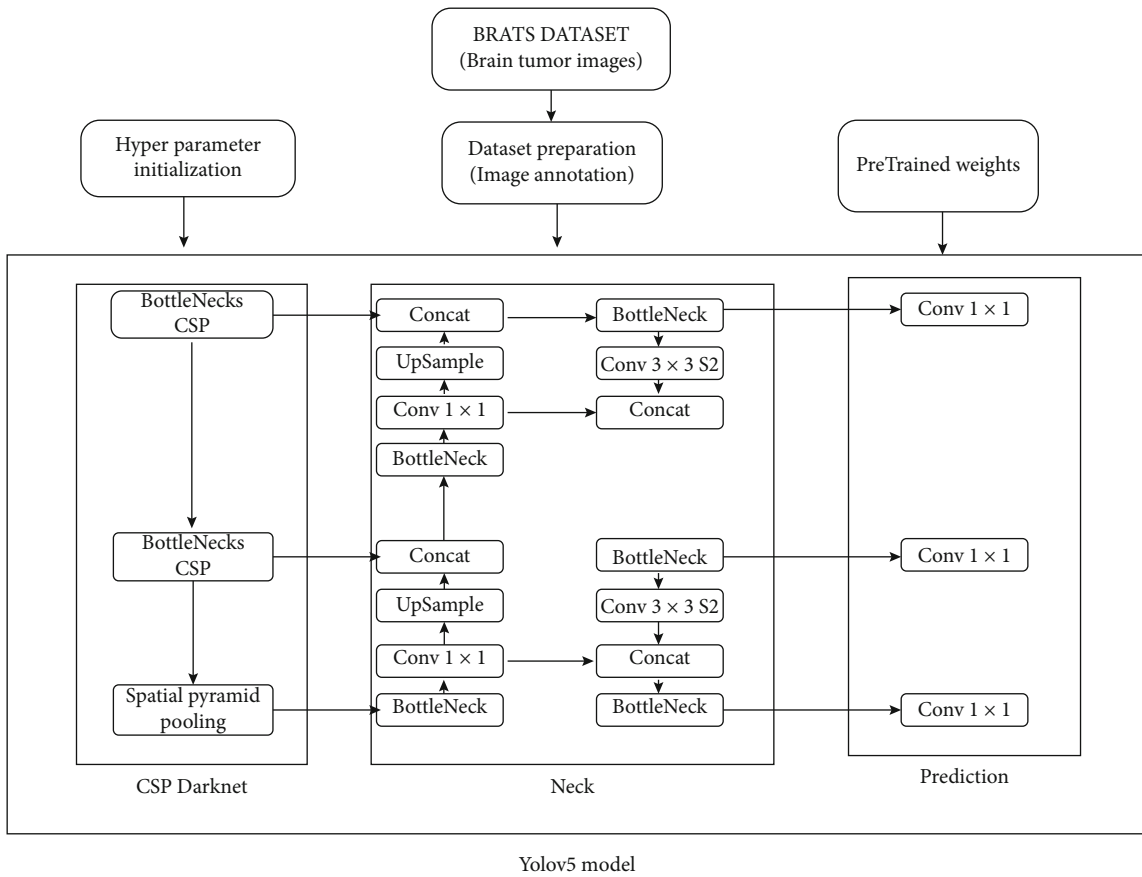 BRATS DATASET
(Brain tumor images)
Hyper parameter
initialization
Dataset preparation
(Image annotation)
PreTrained weights
BottleNecks
CSP
BottleNecks
CSP
Spatial pyramid
pooling
CSP Darknet
Concat
UpSample
Conv 1 × 1
BottleNeck
Concat
UpSample
Conv 1 × 1
BottleNeck
BottleNeck
Conv 3 × 3 S2
Concat
BottleNeck
Conv 3 × 3 S2
Concat
BottleNeck
Neck
Conv 1 × 1
Conv 1 × 1
Conv 1 × 1
Prediction
Yolov5 model